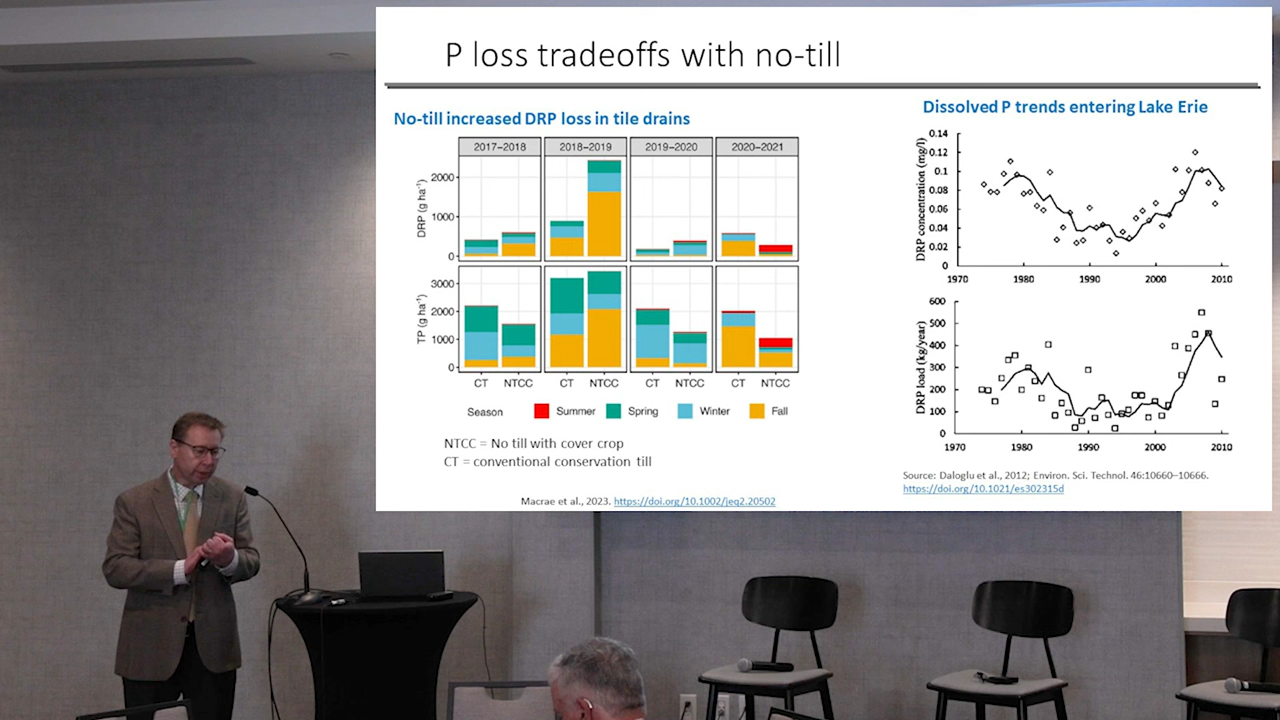 P loss tradeoffs with no-till
No-till increased DRP loss in tile drains
2017–2018 2018–2019 2019–2020 2020–2021
DRP (g ha⁻¹)
2000
1000
0
TP (g ha⁻¹)
3000
2000
1000
0
CT NTCC CT NTCC CT NTCC CT NTCC
Season Summer Spring Winter Fall
NTCC = No till with cover crop
CT = conventional conservation till
Macrae et al., 2023. https://doi.org/10.1002/jeq2.20502
Dissolved P trends entering Lake Erie
DRP concentration (mg/l)
0.14
0.12
0.1
0.08
0.06
0.04
0.02
0
1970 1980 1990 2000 2010
DRP load (kg/year)
600
500
400
300
200
100
0
1970 1980 1990 2000 2010
Source: Daloglu et al., 2012; Environ. Sci. Technol. 46:10660–10666.
https://doi.org/10.1021/es302315d